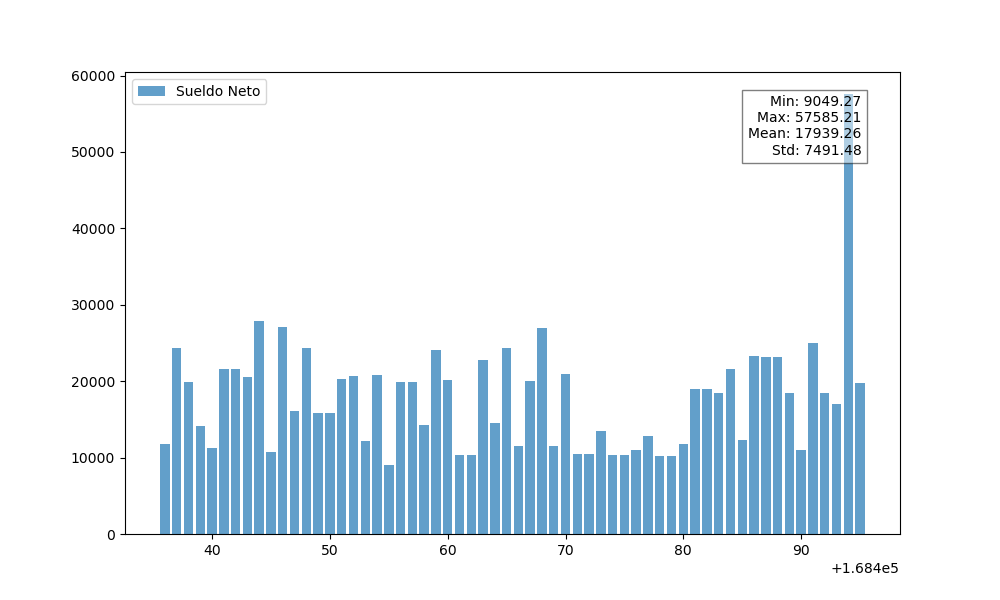 60000
50000
40000
30000
20000
10000
0
Sueldo Neto
Min: 9049.27
Max: 57585.21
Mean: 17939.26
Std: 7491.48
40 50 60 70 80 90
+1.684e5